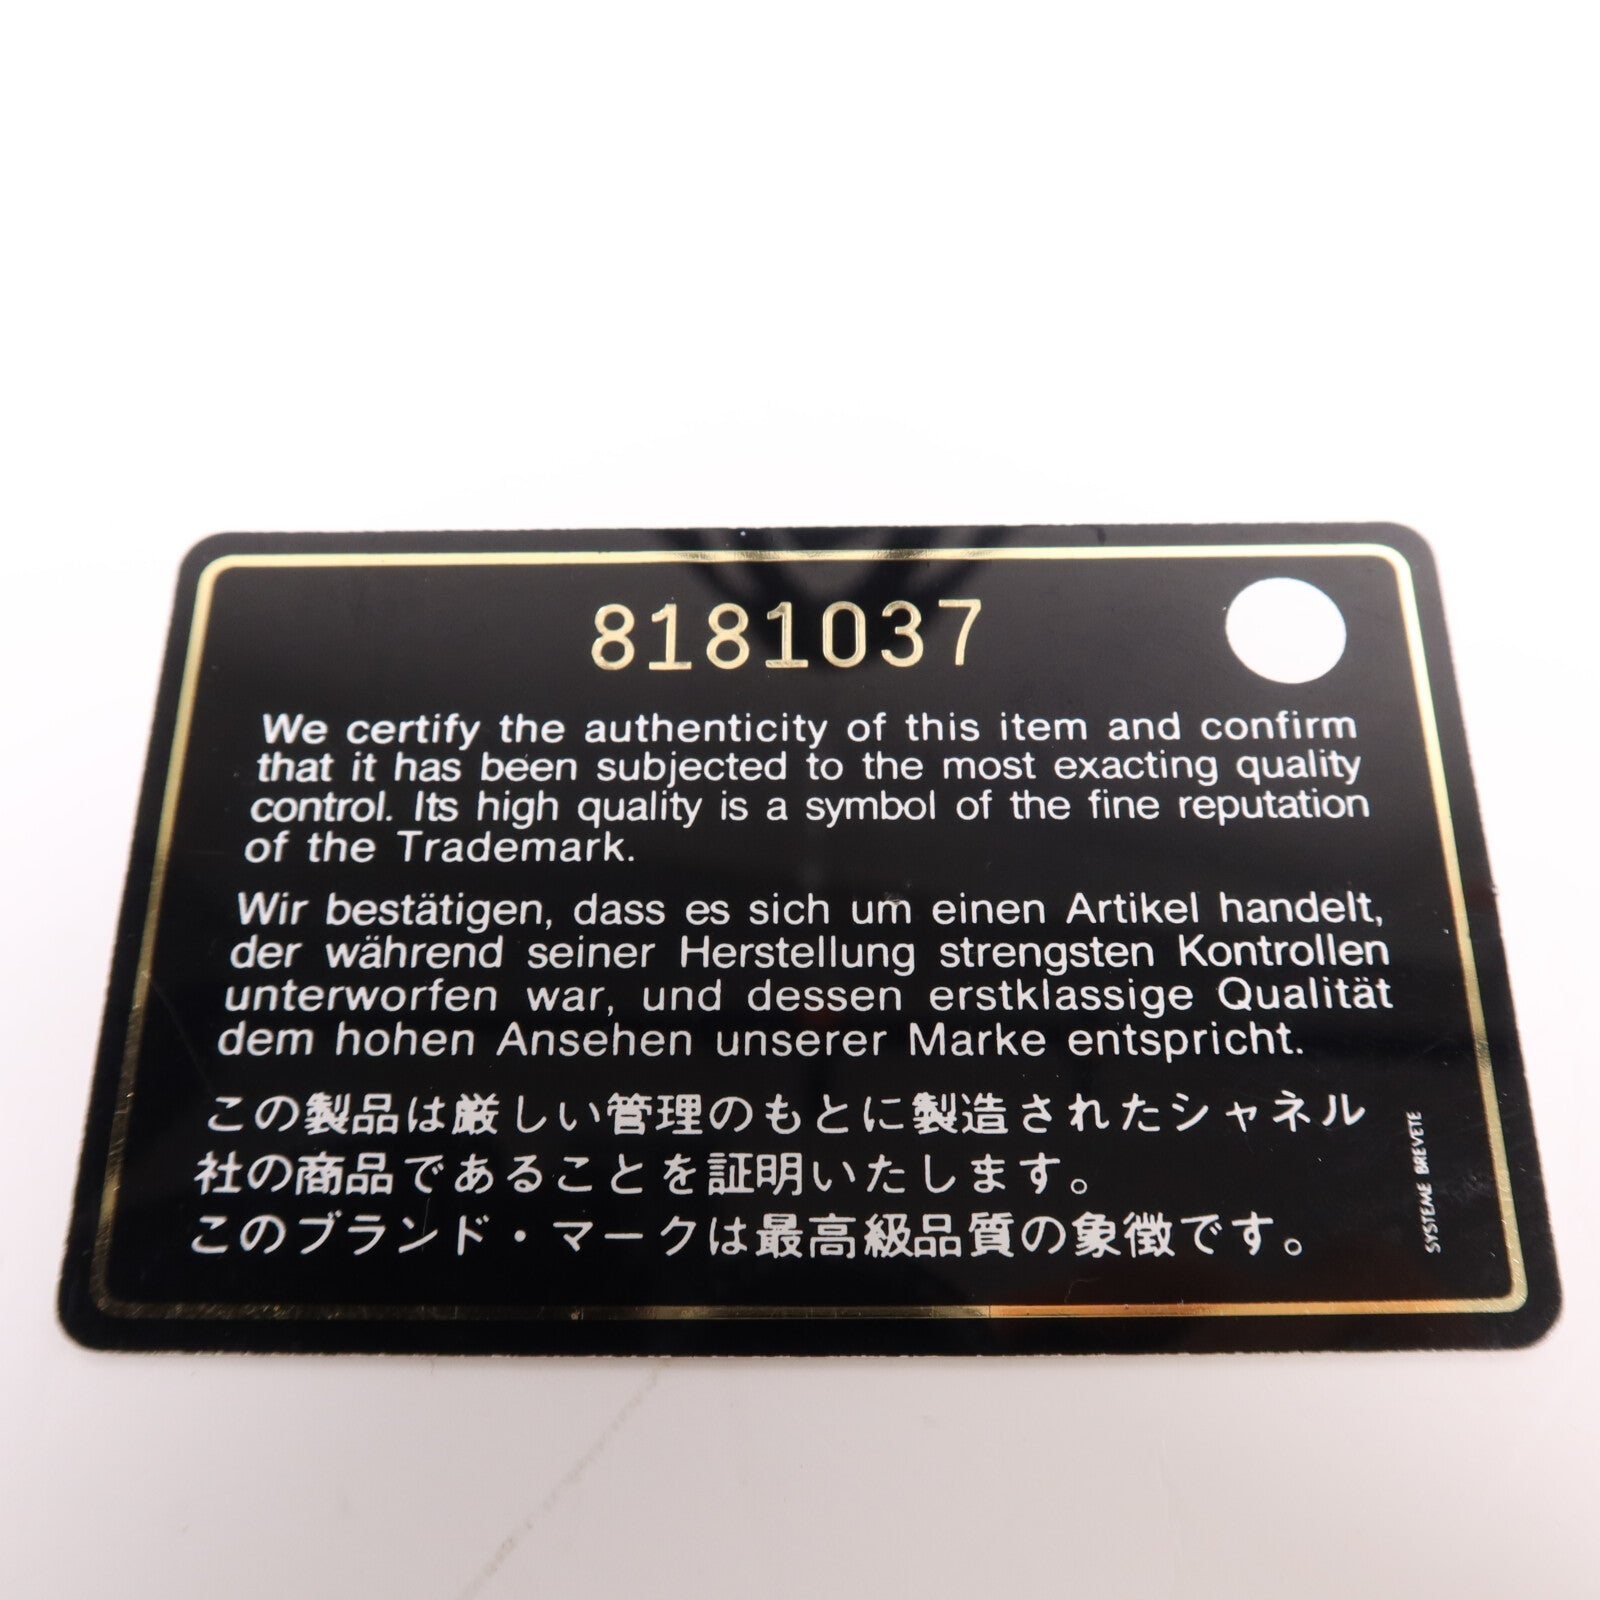 8181037
We certify the authenticity of this item and confirm
that it has been subjected to the most exacting quality
control. Its high quality is a symbol of the fine reputation
of the Trademark.
Wir bestätigen, dass es sich um einen Artikel handelt,
der während seiner Herstellung strengsten Kontrollen
unterworfen war, und dessen erstklassige Qualität
dem hohen Ansehen unserer Marke entspricht.
この製品は厳しい管理のもとに製造されたシャネル
社の商品であることを証明いたします。
このブランド・マークは最高級品質の象徴です。
SYSTEME BREVETE